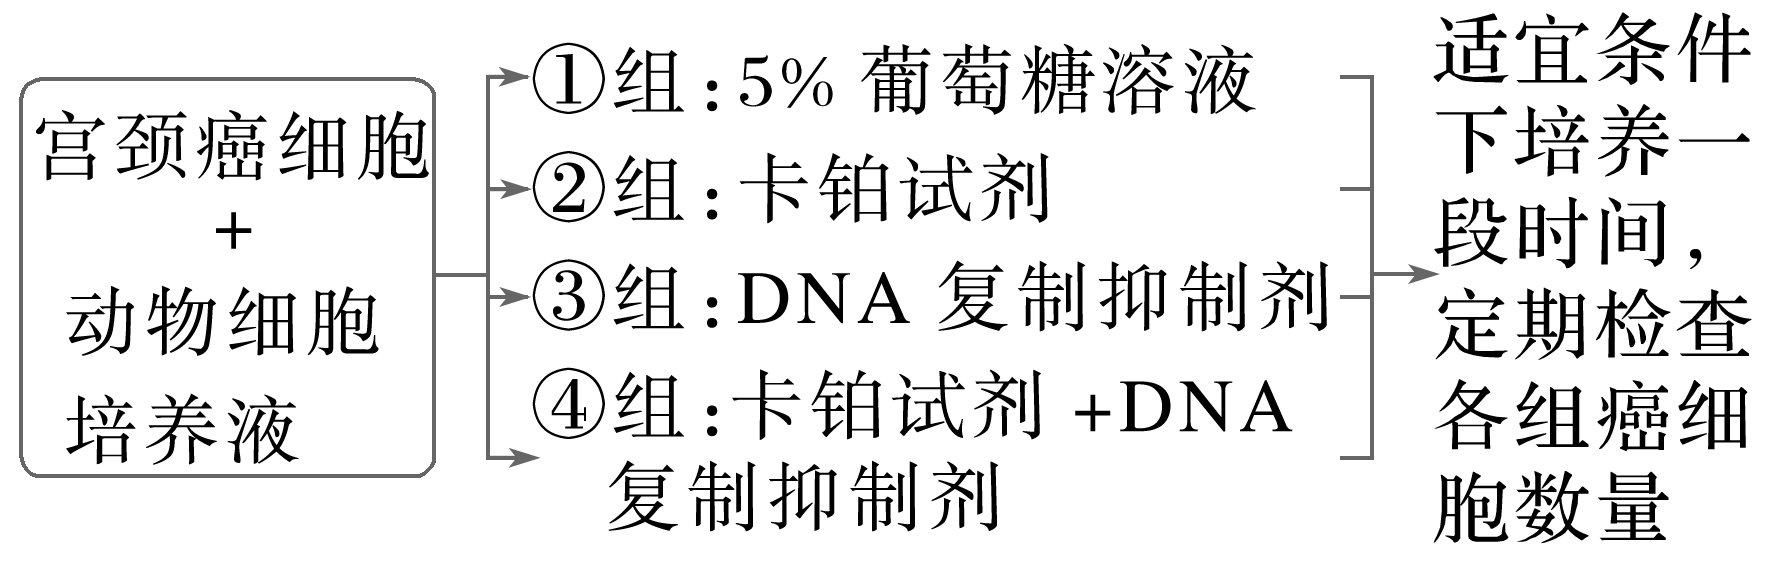 宫颈癌细胞
+
动物细胞
培养液
①组:5% 葡萄糖溶液
②组:卡铂试剂
③组:DNA 复制抑制剂
④组:卡铂试剂 +DNA
复制抑制剂
适宜条件
下培养一
段时间,
定期检查
各组癌细
胞数量